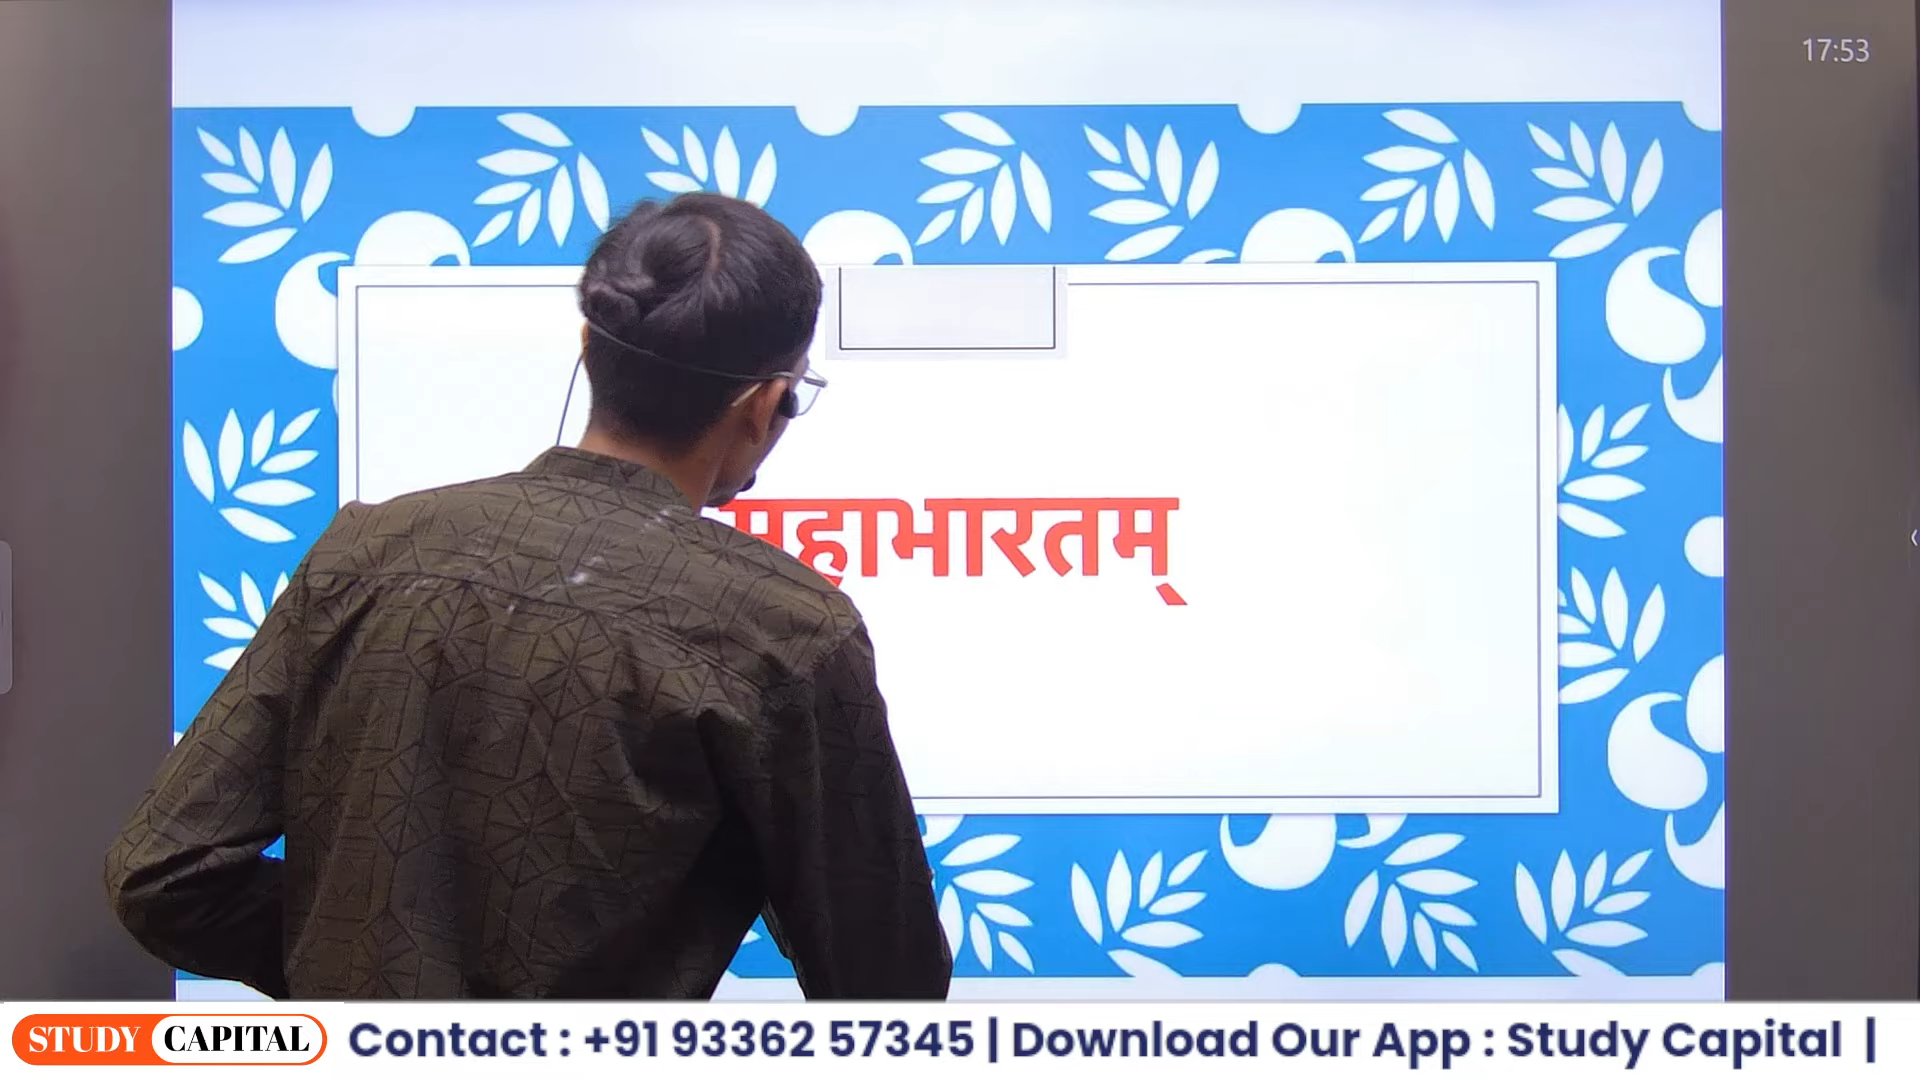 17:53
महाभारतम्
STUDY CAPITAL Contact : +91 93362 57345 | Download Our App : Study Capital |